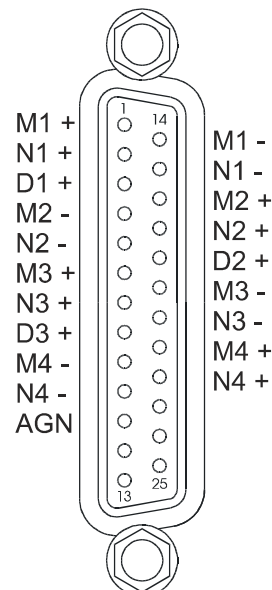 1
14
M1 +
N1 +
D1 +
M2 -
N2 -
M3 +
N3 +
D3 +
M4 -
N4 -
AGN
M1 -
N1 -
M2 +
N2 +
D2 +
M3 -
N3 -
M4 +
N4 +
13
25